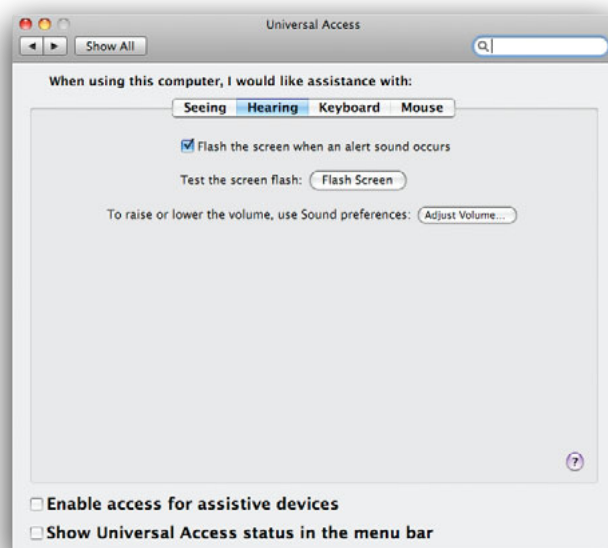 Universal Access
Show All
When using this computer, I would like assistance with:
Seeing Hearing Keyboard Mouse
Flash the screen when an alert sound occurs
Test the screen flash: Flash Screen
To raise or lower the volume, use Sound preferences: Adjust Volume...
?
Enable access for assistive devices
Show Universal Access status in the menu bar